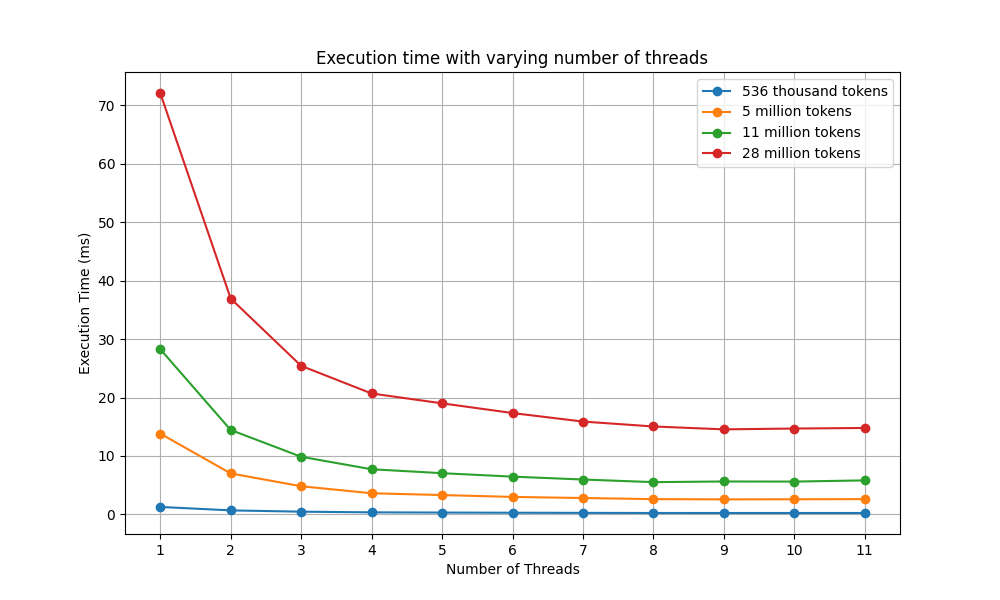 Execution time with varying number of threads
536 thousand tokens
5 million tokens
11 million tokens
28 million tokens
Execution Time (ms)
70
60
50
40
30
20
10
0
1 2 3 4 5 6 7 8 9 10 11
Number of Threads